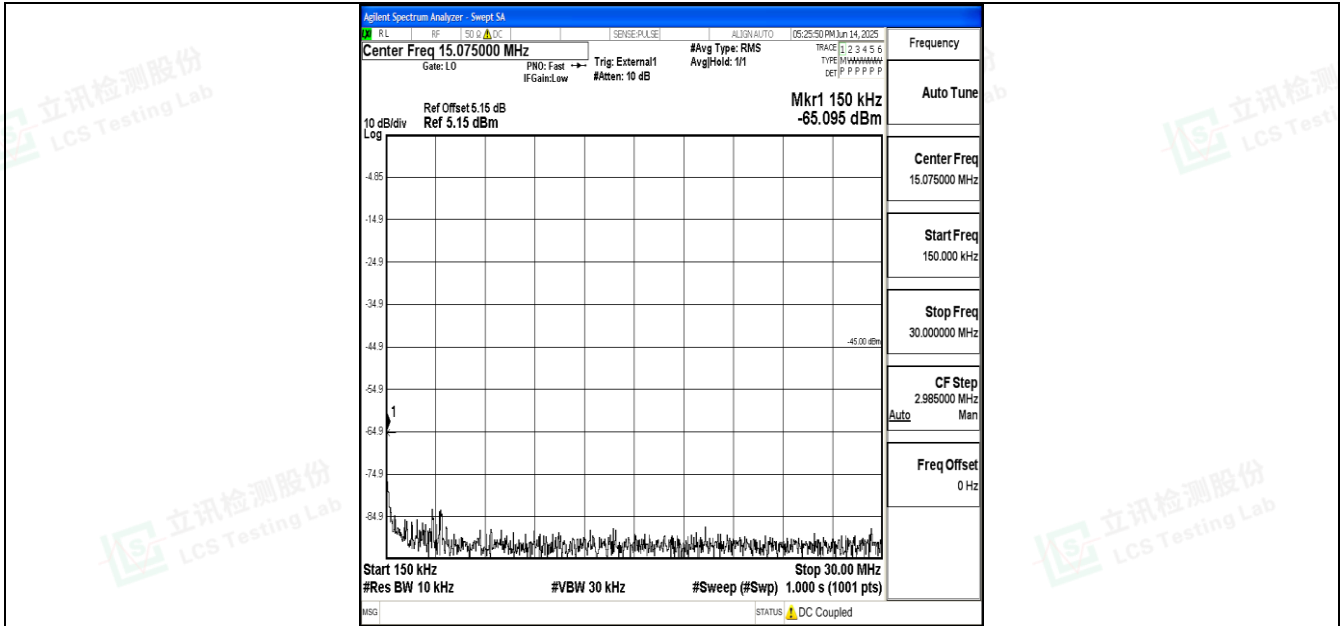 Agilent Spectrum Analyzer - Swept SA
RL RF 50 Ω DC SENSE:PULSE ALIGN AUTO 05:25:50 PM Jun 14, 2025
Center Freq 15.075000 MHz
Gate: LO
PNO: Fast
IFGain:Low
Trig: External1
#Atten: 10 dB
#Avg Type: RMS
Avg|Hold: 1/1
TRACE 1 2 3 4 5 6
TYPE
DET P P P P P P
Frequency
Ref Offset 5.15 dB
10 dB/div Ref 5.15 dBm
Log
Mkr1 150 kHz
-65.095 dBm
Auto Tune
-4.85
-14.9
-24.9
-34.9
-44.9
-54.9
-64.9
-74.9
-84.9
-45.00 dBm
1
Center Freq
15.075000 MHz
Start Freq
150.000 kHz
Stop Freq
30.000000 MHz
CF Step
2.985000 MHz
Auto Man
Freq Offset
0 Hz
Start 150 kHz Stop 30.00 MHz
#Res BW 10 kHz #VBW 30 kHz #Sweep (#Swp) 1.000 s (1001 pts)
MSG STATUS DC Coupled
立讯检测股份
LCS Testing Lab
立讯检测
LCS Test
立讯检测股份
LCS Testing Lab
立讯检测股份
LCS Testing Lab